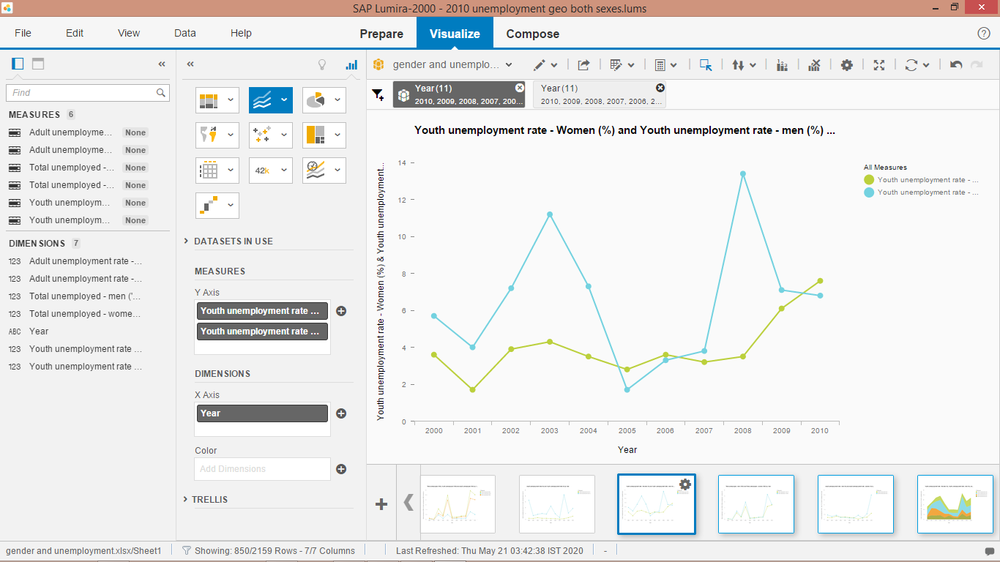 SAP Lumira-2000 - 2010 unemployment geo both sexes.lums
File Edit View Data Help
Prepare Visualize Compose
Find
MEASURES 6
Adult unemployme... None
Adult unemployme... None
Total unemployed -... None
Total unemployed -... None
Youth unemploym... None
Youth unemploym... None
DIMENSIONS 7
123 Adult unemployment rate -...
123 Adult unemployment rate -...
123 Total unemployed - men ('...
123 Total unemployed - wome...
ABC Year
123 Youth unemployment rate ...
123 Youth unemployment rate ...
42k
DATASETS IN USE
MEASURES
Y Axis
Youth unemployment rate ...
Youth unemployment rate ...
DIMENSIONS
X Axis
Year
Color
Add Dimensions
TRELLIS
gender and unemplo...
Year (11)
2010, 2009, 2008, 2007, 200...
Year (11)
2010, 2009, 2008, 2007, 2006, 2...
Youth unemployment rate - Women (%) and Youth unemployment rate - men (%) ...
Youth unemployment rate - Women (%) & Youth unemployment...
14
12
10
8
6
4
2
0
2000 2001 2002 2003 2004 2005 2006 2007 2008 2009 2010
Year
All Measures
Youth unemployment rate - ...
Youth unemployment rate - ...
gender and unemployment.xlsx/Sheet1
Showing: 850/2159 Rows - 7/7 Columns
Last Refreshed: Thu May 21 03:42:38 IST 2020
-